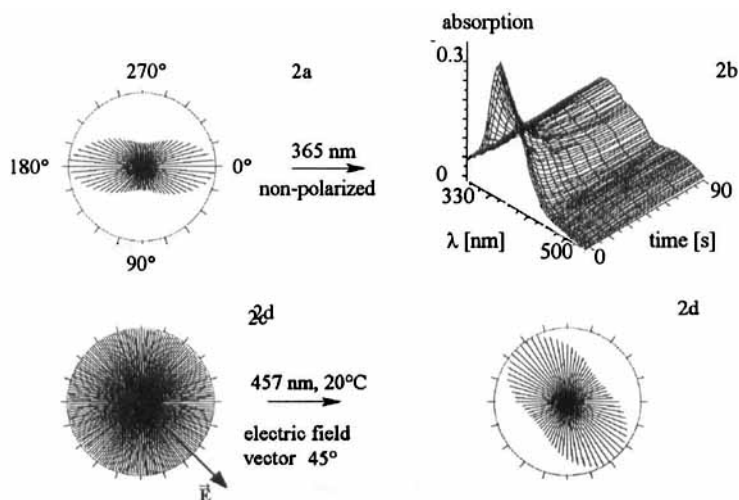 absorption
270°
2a
0.3
2b
180°
0°
365 nm
non-polarized
0
330
λ [nm]
500
0
time [s]
90
90°
2d
457 nm, 20°C
electric field
vector 45°
E
2d